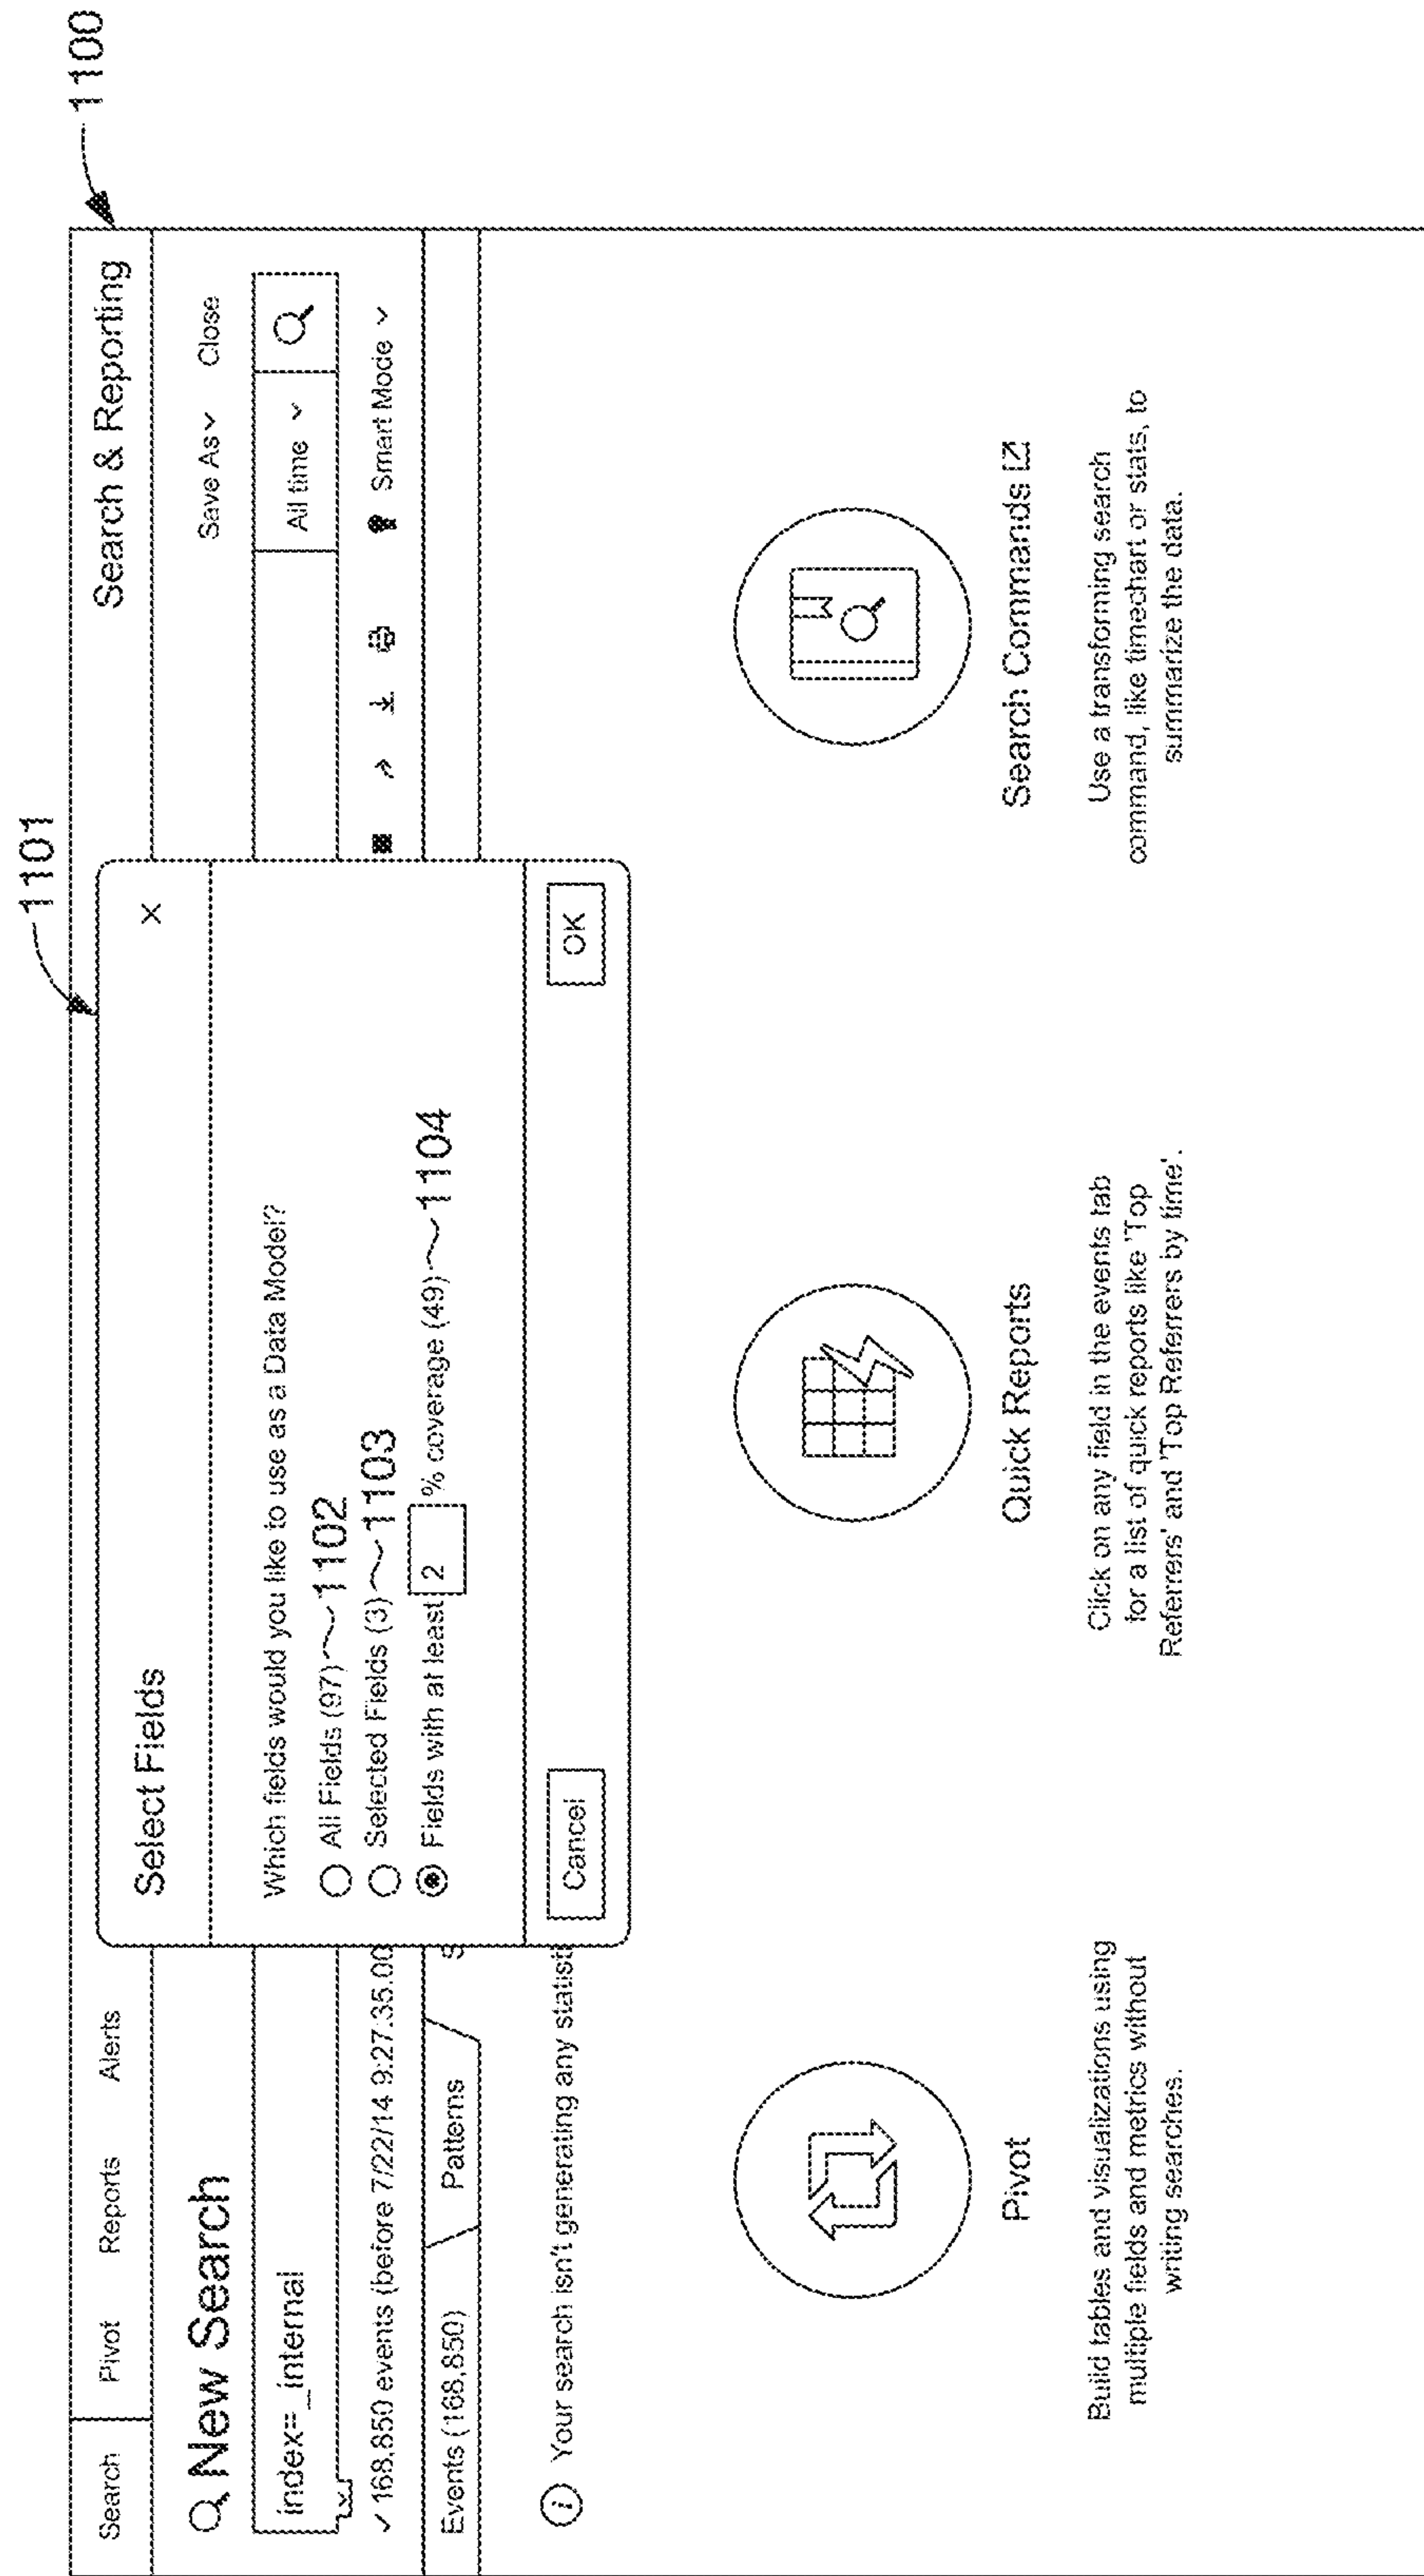 1100
1101
Search Pivot Reports Alerts Search & Reporting
New Search
Save As Close
index=_internal
All time
168,850 events (before 7/22/14 9:27:35.00
Smart Mode
Events (168,850) Patterns S
Your search isn't generating any statisti
Select Fields X
Which fields would you like to use as a Data Model?
All Fields (97) 1102
Selected Fields (3) 1103
Fields with at least 2 % coverage (49) 1104
Cancel OK
Pivot
Build tables and visualizations using
multiple fields and metrics without
writing searches.
Quick Reports
Click on any field in the events tab
for a list of quick reports like 'Top
Referrers' and 'Top Referrers by time'.
Search Commands
Use a transforming search
command, like timechart or stats, to
summarize the data.